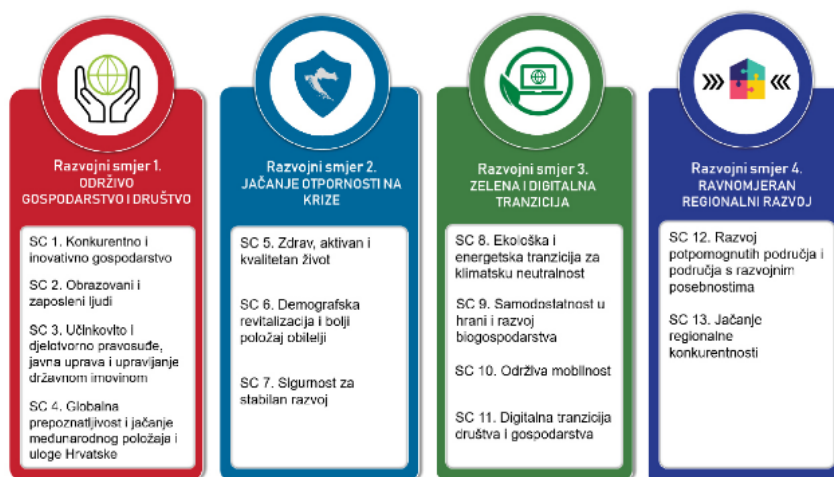 Razvojni smjer 1.
ODRŽIVO
GOSPODARSTVO I DRUŠTVO
SC 1. Konkurentno i
inovativno gospodarstvo
SC 2. Obrazovani i
zaposleni ljudi
SC 3. Učinkovito i
djelotvorno pravosuđe,
javna uprava i upravljanje
državnom imovinom
SC 4. Globalna
prepoznatljivost i jačanje
međunarodnog položaja i
uloge Hrvatske
Razvojni smjer 2.
JAČANJE OTPORNOSTI NA
KRIZE
SC 5. Zdrav, aktivan i
kvalitetan život
SC 6. Demografska
revitalizacija i bolji
položaj obitelji
SC 7. Sigurnost za
stabilan razvoj
Razvojni smjer 3.
ZELENA I DIGITALNA
TRANZICIJA
SC 8. Ekološka i
energetska tranzicija za
klimatsku neutralnost
SC 9. Samodostatnost u
hrani i razvoj
biogospodarstva
SC 10. Održiva mobilnost
SC 11. Digitalna tranzicija
društva i gospodarstva
Razvojni smjer 4.
RAVNOMJERAN
REGIONALNI RAZVOJ
SC 12. Razvoj
potpomognutih područja i
područja s razvojnim
posebnostima
SC 13. Jačanje
regionalne
konkurentnosti